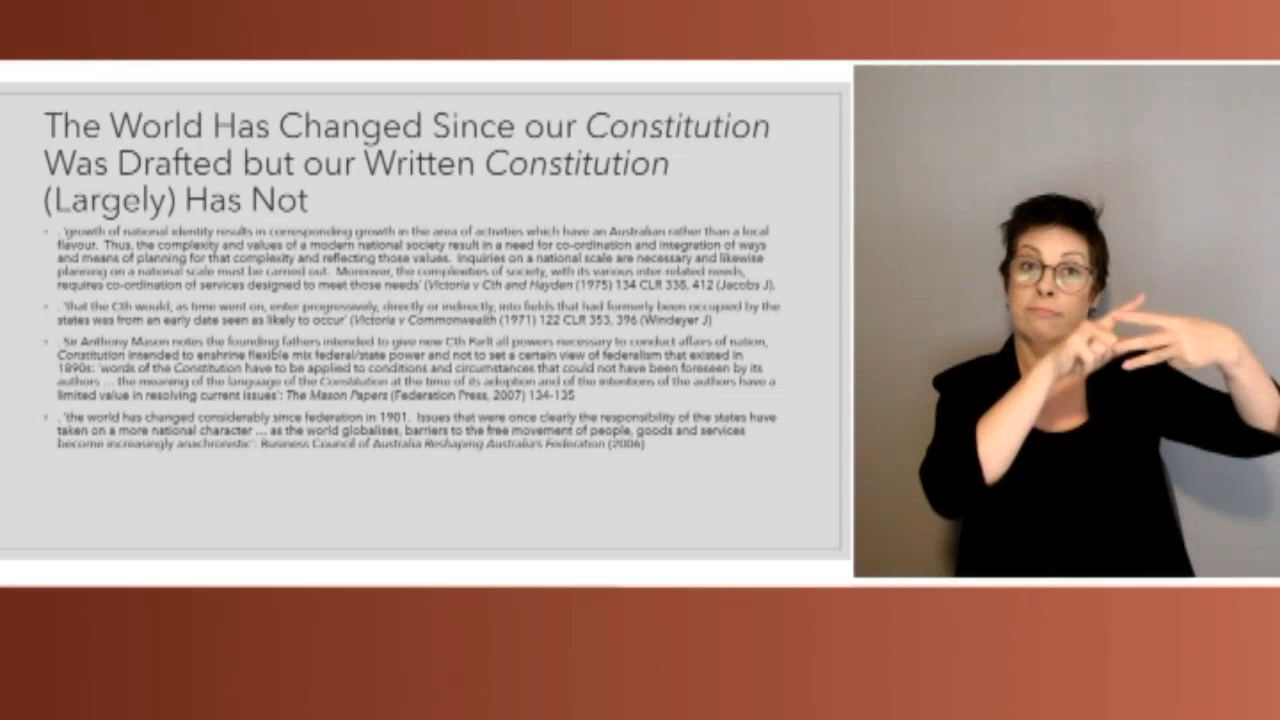 The World Has Changed Since our Constitution
Was Drafted but our Written Constitution
(Largely) Has Not
. 'growth of national identity results in corresponding growth in the area of activities which have an Australian rather than a local
flavour. Thus, the complexity and values of a modern national society result in a need for co-ordination and integration of ways
and means of planning for that complexity and reflecting those values. Inquiries on a national scale are necessary and likewise
planning on a national scale must be carried out. Moreover, the complexities of society, with its various inter-related needs,
requires co-ordination of services designed to meet those needs' (Victoria v Cth and Hayden (1975) 134 CLR 338, 412 (Jacobs J).
. 'that the Cth would, as time went on, enter progressively, directly or indirectly, into fields that had formerly been occupied by the
states was from an early date seen as likely to occur' (Victoria v Commonwealth (1971) 122 CLR 353, 396 (Windeyer J)
. Sir Anthony Mason notes the founding fathers intended to give new Cth Parlt all powers necessary to conduct affairs of nation,
Constitution intended to enshrine flexible mix federal/state power and not to set a certain view of federalism that existed in
1890s: 'words of the Constitution have to be applied to conditions and circumstances that could not have been foreseen by its
authors ... the meaning of the language of the Constitution at the time of its adoption and of the intentions of the authors have a
limited value in resolving current issues': The Mason Papers (Federation Press, 2007) 134-135
. 'the world has changed considerably since federation in 1901. Issues that were once clearly the responsibility of the states have
taken on a more national character ... as the world globalises, barriers to the free movement of people, goods and services
become increasingly anachronistic': Business Council of Australia Reshaping Australia's Federation (2006)